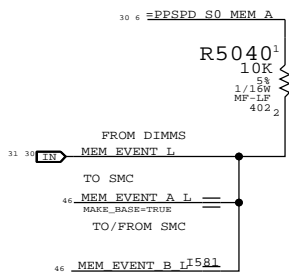 30 6 =PPSPD_S0_MEM_A
R5040 1
10K
5%
1/16W
MF-LF
402 2
FROM DIMMS
31 30 IN MEM_EVENT_L
TO SMC
46 MEM_EVENT_A_L
MAKE_BASE=TRUE
TO/FROM SMC
46 MEM_EVENT_B_L I581